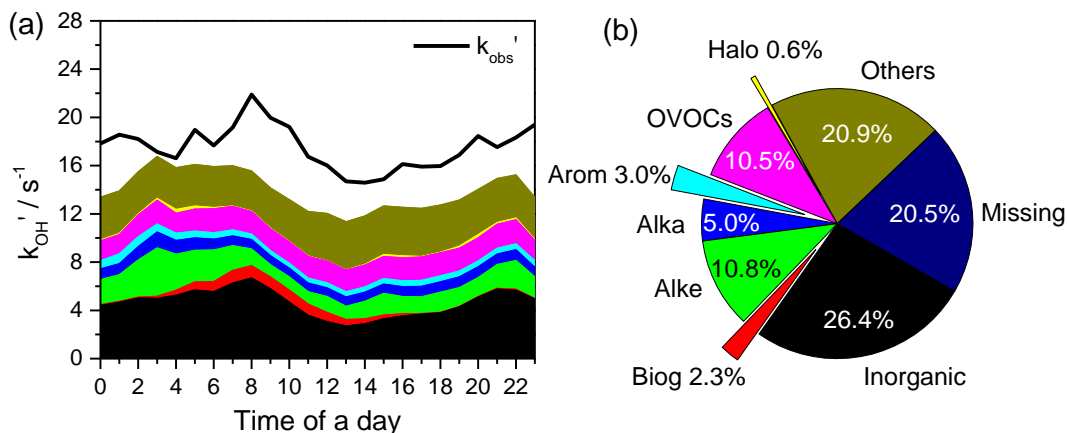 (a)
28
24
20
16
12
8
4
0
k_OH' / s⁻¹
k_obs'
0 2 4 6 8 10 12 14 16 18 20 22
Time of a day
(b)
Halo 0.6%
Others
20.9%
OVOCs
10.5%
Arom 3.0%
Alka
5.0%
Missing
20.5%
Alke
10.8%
26.4%
Biog 2.3%
Inorganic